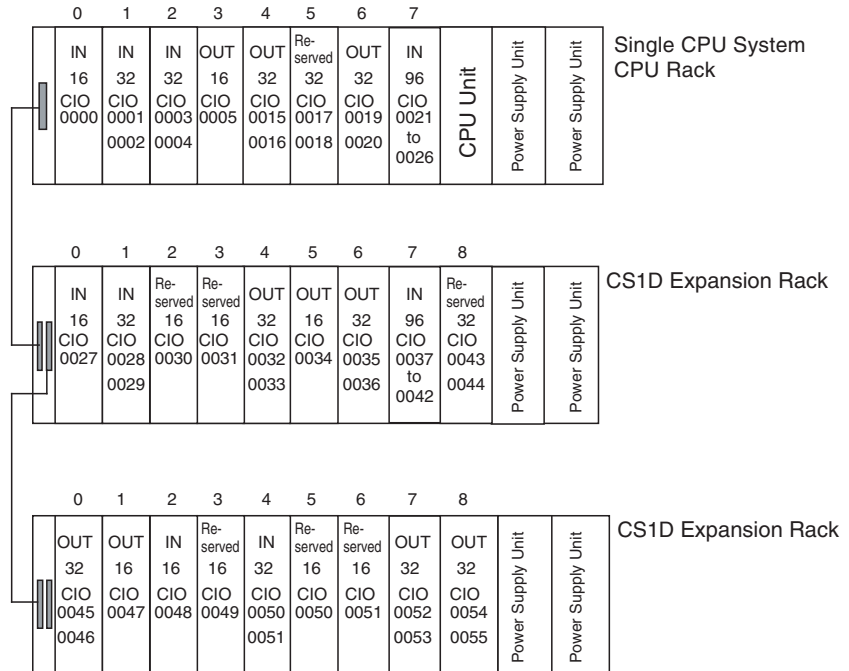 0 1 2 3 4 5 6 7
IN 16 CIO 0000
IN 32 CIO 0001 0002
IN 32 CIO 0003 0004
OUT 16 CIO 0005
OUT 32 CIO 0015 0016
Re- served 32 CIO 0017 0018
OUT 32 CIO 0019 0020
IN 96 CIO 0021 to 0026
CPU Unit
Power Supply Unit
Power Supply Unit
Single CPU System
CPU Rack
0 1 2 3 4 5 6 7 8
IN 16 CIO 0027
IN 32 CIO 0028 0029
Re- served 16 CIO 0030
Re- served 16 CIO 0031
OUT 32 CIO 0032 0033
OUT 16 CIO 0034
OUT 32 CIO 0035 0036
IN 96 CIO 0037 to 0042
Re- served 32 CIO 0043 0044
Power Supply Unit
Power Supply Unit
CS1D Expansion Rack
0 1 2 3 4 5 6 7 8
OUT 32 CIO 0045 0046
OUT 16 CIO 0047
IN 16 CIO 0048
Re- served 16 CIO 0049
IN 32 CIO 0050 0051
Re- served 16 CIO 0050
Re- served 16 CIO 0051
OUT 32 CIO 0052 0053
OUT 32 CIO 0054 0055
Power Supply Unit
Power Supply Unit
CS1D Expansion Rack